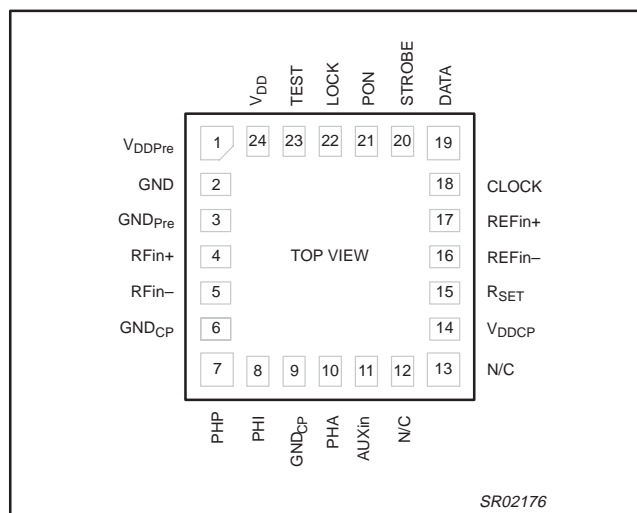 VDD
TEST
LOCK
PON
STROBE
DATA
1
24
23
22
21
20
19
VDDPre
GND
2
18
CLOCK
GNDPre
3
17
REFin+
RFin+
4
TOP VIEW
16
REFin–
RFin–
5
15
RSET
GNDCP
6
14
VDDCP
7
8
9
10
11
12
13
N/C
PHP
PHI
GNDCP
PHA
AUXin
N/C
SR02176